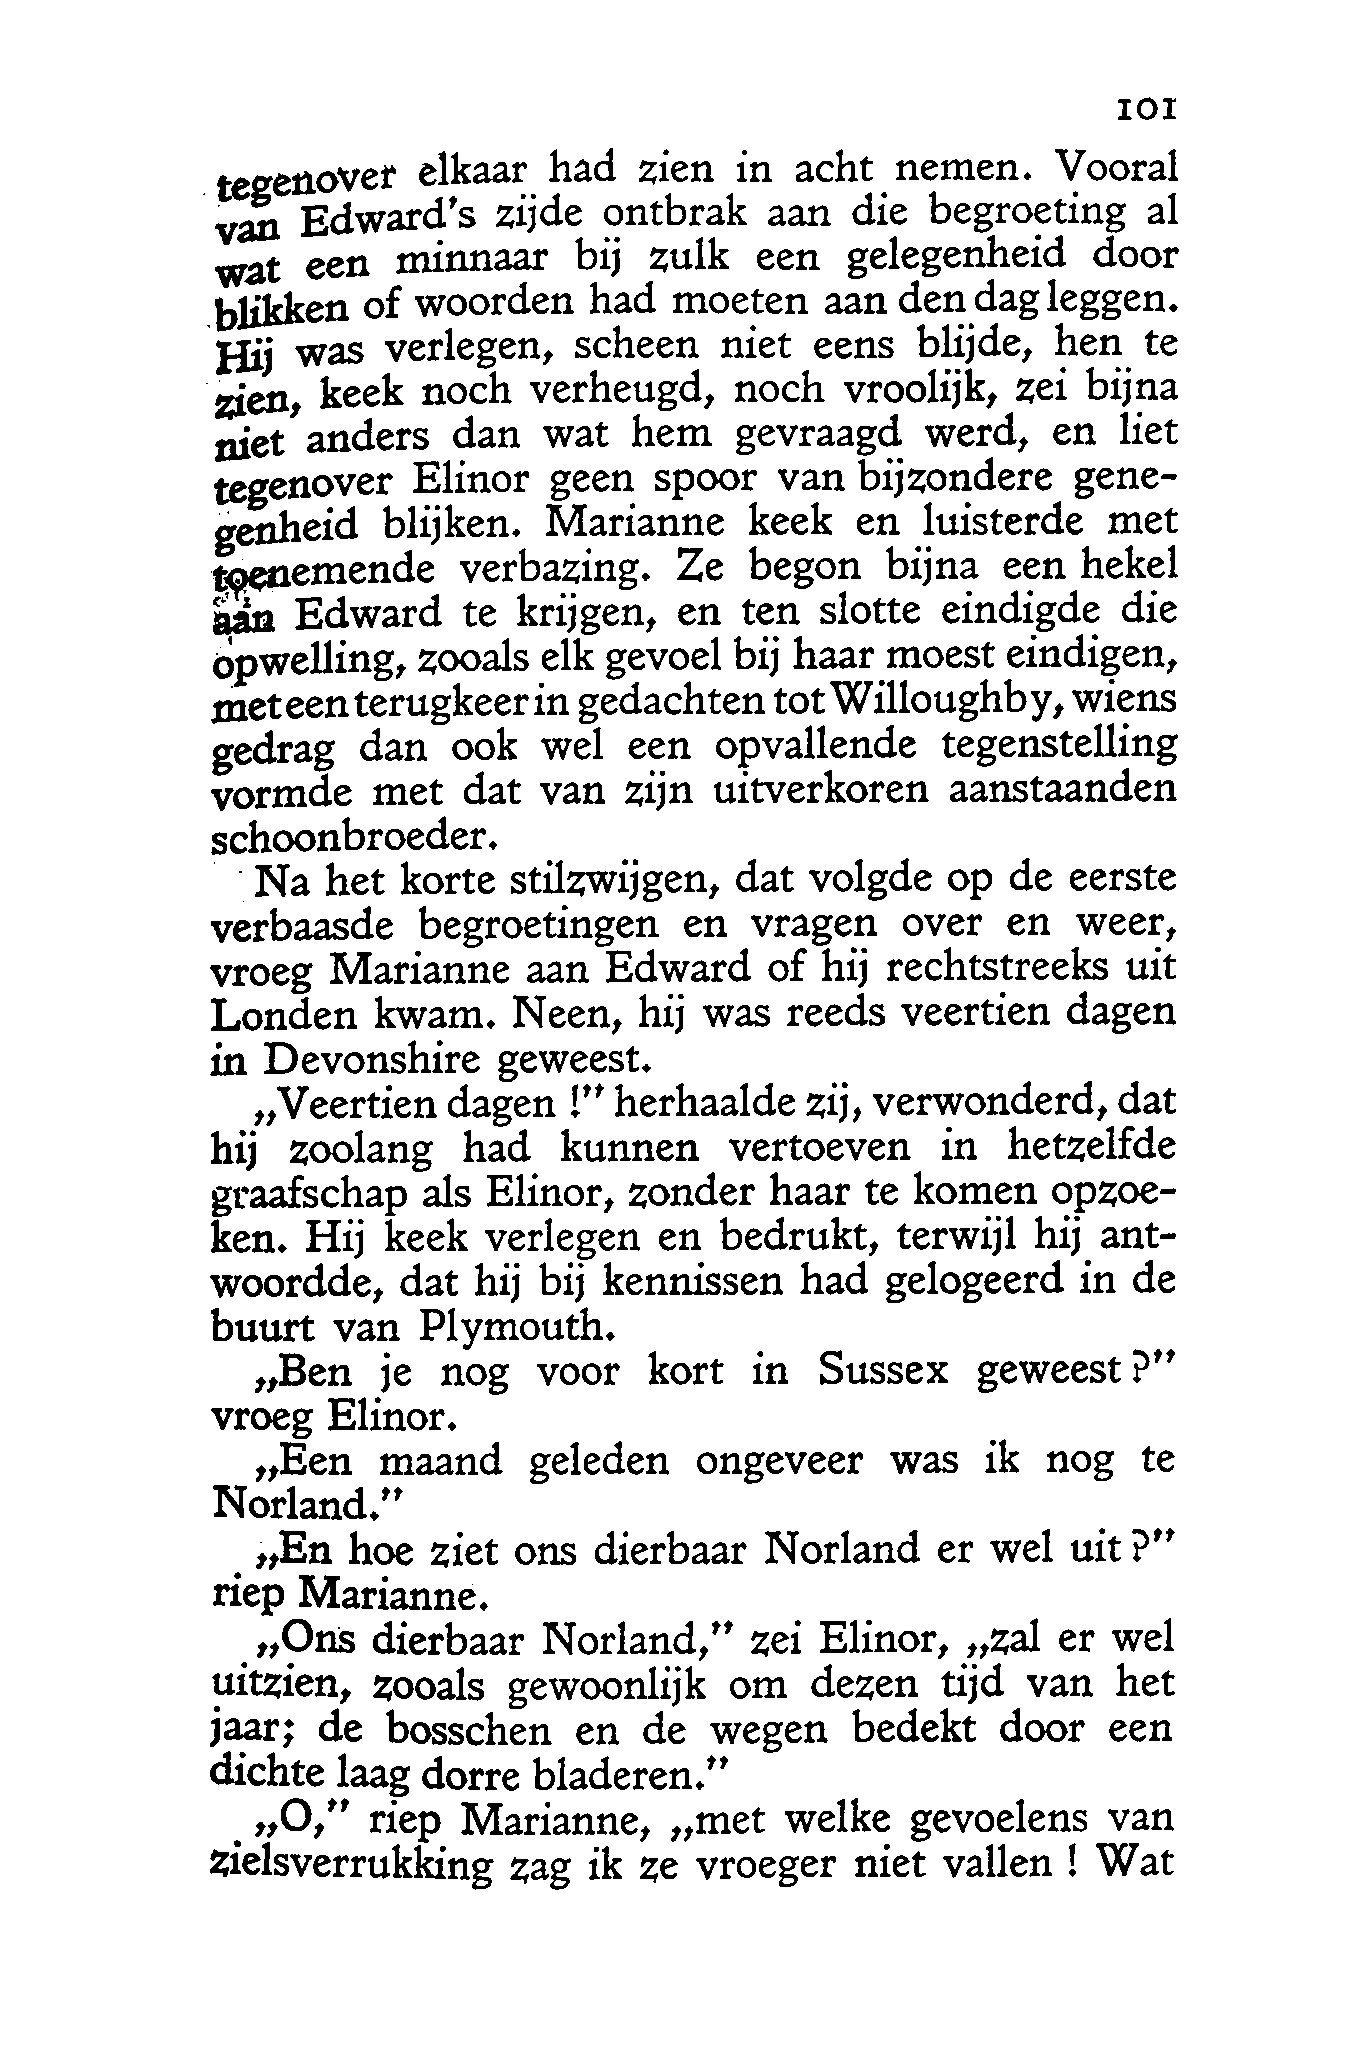 101
tegenover elkaar had zien in acht nemen. Vooral
van Edward's zijde ontbrak aan die begroeting al
wat een minnaar bij zulk een gelegenheid door
blikken of woorden had moeten aan den dag leggen.
Hij was verlegen, scheen niet eens blijde, hen te
zien, keek noch verheugd, noch vroolijk, zei bijna
niet anders dan wat hem gevraagd werd, en liet
tegenover Elinor geen spoor van bijzondere gene-
genheid blijken. Marianne keek en luisterde met
toenemende verbazing. Ze begon bijna een hekel
aan Edward te krijgen, en ten slotte eindigde die
opwelling, zooals elk gevoel bij haar moest eindigen,
met een terugkeer in gedachten tot Willoughby, wiens
gedrag dan ook wel een opvallende tegenstelling
vormde met dat van zijn uitverkoren aanstaanden
schoonbroeder.
Na het korte stilzwijgen, dat volgde op de eerste
verbaasde begroetingen en vragen over en weer,
vroeg Marianne aan Edward of hij rechtstreeks uit
Londen kwam. Neen, hij was reeds veertien dagen
in Devonshire geweest.
„Veertien dagen !" herhaalde zij, verwonderd, dat
hij zoolang had kunnen vertoeven in hetzelfde
graafschap als Elinor, zonder haar te komen opzoe-
ken. Hij keek verlegen en bedrukt, terwijl hij ant-
woordde, dat hij bij kennissen had gelogeerd in de
buurt van Plymouth.
„Ben je nog voor kort in Sussex geweest ?"
vroeg Elinor.
„Een maand geleden ongeveer was ik nog te
Norland."
„En hoe ziet ons dierbaar Norland er wel uit ?"
riep Marianne.
„Ons dierbaar Norland," zei Elinor, „zal er wel
uitzien, zooals gewoonlijk om dezen tijd van het
jaar; de bosschen en de wegen bedekt door een
dichte laag dorre bladeren."
„O," riep Marianne, „met welke gevoelens van
zielsverrukking zag ik ze vroeger niet vallen ! Wat